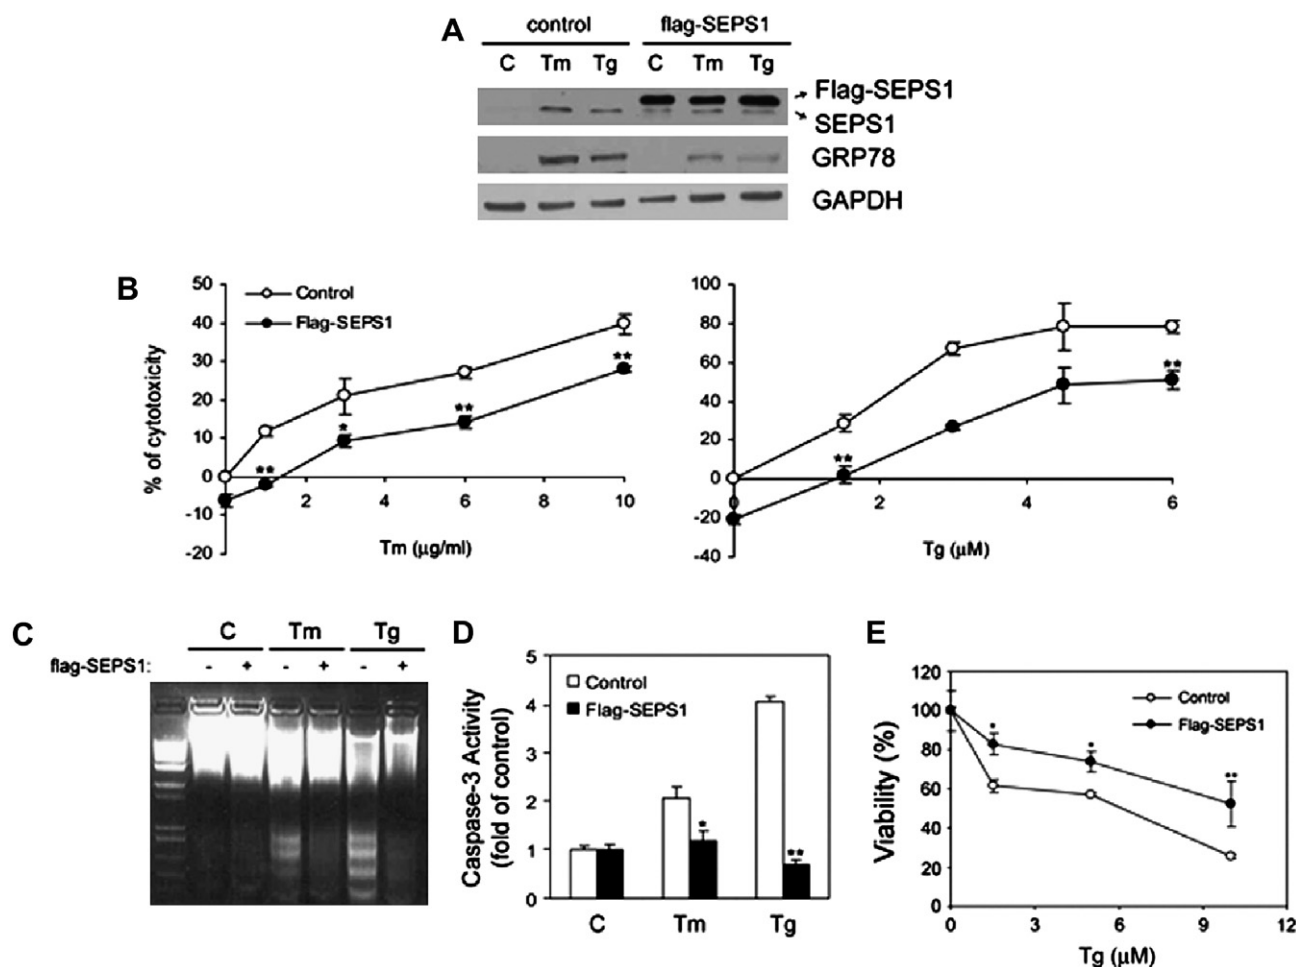 A
control flag-SEPS1
C Tm Tg C Tm Tg
Flag-SEPS1
SEPS1
GRP78
GAPDH
B
% of cytotoxicity
50
40
30
20
10
0
-10
-20
Control
Flag-SEPS1
*
**
**
**
2 4 6 8 10
Tm (µg/ml)
100
80
60
40
20
0
-20
-40
**
**
0 2 4 6
Tg (µM)
C
C Tm Tg
flag-SEPS1: - + - + - +
D
Caspase-3 Activity
(fold of control)
5
4
3
2
1
0
Control
Flag-SEPS1
*
**
C Tm Tg
E
Viability (%)
120
100
80
60
40
20
0
Control
Flag-SEPS1
*
*
**
0 3 6 9 12
Tg (µM)